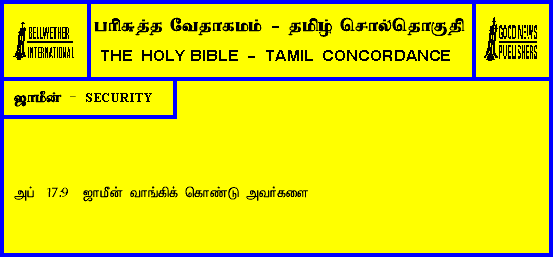 BELLWETHER
INTERNATIONAL
பரிசுத்த வேதாகமம் - தமிழ் சொல்தொகுதி
THE HOLY BIBLE - TAMIL CONCORDANCE
GOOD NEWS
PUBLISHERS
ஜாமீன் - SECURITY
அப் 17:9 ஜாமீன் வாங்கிக் கொண்டு அவர்களை